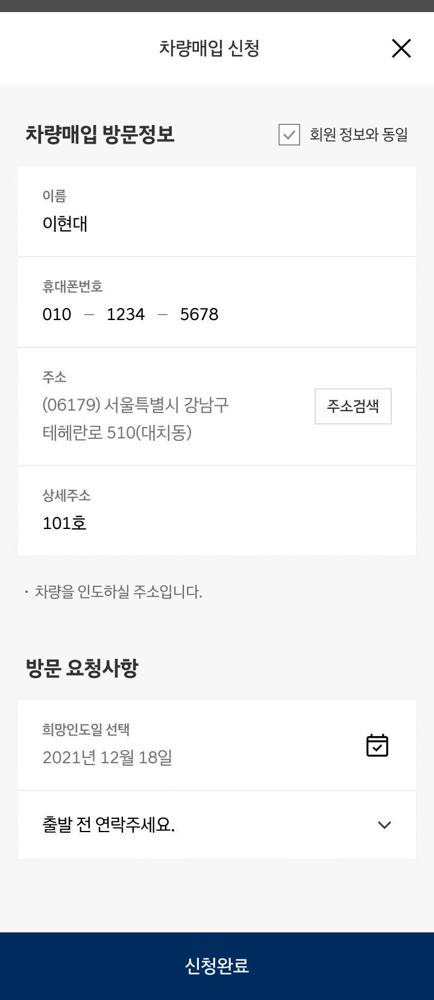 차량매입 신청
차량매입 방문정보
회원 정보와 동일
이름
이현대
휴대폰번호
010 – 1234 – 5678
주소
(06179) 서울특별시 강남구
테헤란로 510(대치동)
주소검색
상세주소
101호
· 차량을 인도하실 주소입니다.
방문 요청사항
희망인도일 선택
2021년 12월 18일
출발 전 연락주세요.
신청완료